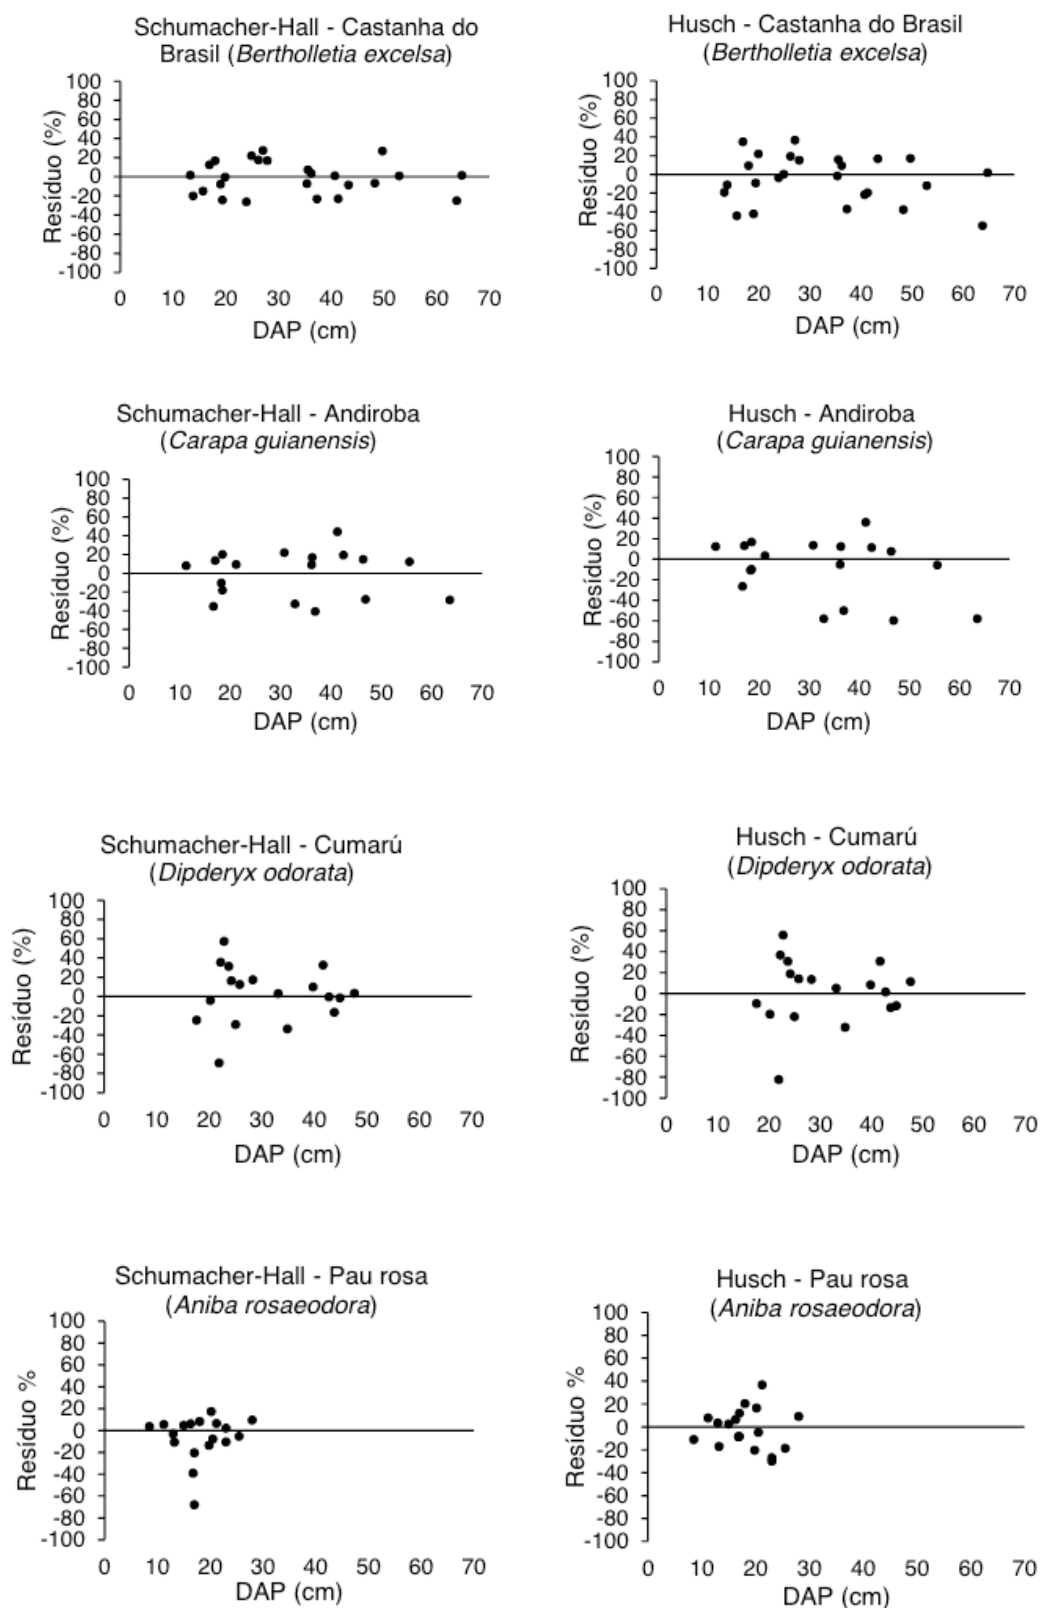 Schumacher-Hall - Castanha do
Brasil (Bertholletia excelsa)
Resíduo (%)
100
80
60
40
20
0
-20
-40
-60
-80
-100
0 10 20 30 40 50 60 70
DAP (cm)
Husch - Castanha do Brasil
(Bertholletia excelsa)
Resíduo (%)
100
80
60
40
20
0
-20
-40
-60
-80
-100
0 10 20 30 40 50 60 70
DAP (cm)
Schumacher-Hall - Andiroba
(Carapa guianensis)
Resíduo (%)
100
80
60
40
20
0
-20
-40
-60
-80
-100
0 10 20 30 40 50 60 70
DAP (cm)
Husch - Andiroba
(Carapa guianensis)
Resíduo (%)
100
80
60
40
20
0
-20
-40
-60
-80
-100
0 10 20 30 40 50 60 70
DAP (cm)
Schumacher-Hall - Cumarú
(Dipderyx odorata)
Resíduo (%)
100
80
60
40
20
0
-20
-40
-60
-80
-100
0 10 20 30 40 50 60 70
DAP (cm)
Husch - Cumarú
(Dipderyx odorata)
Resíduo (%)
100
80
60
40
20
0
-20
-40
-60
-80
-100
0 10 20 30 40 50 60 70
DAP (cm)
Schumacher-Hall - Pau rosa
(Aniba rosaeodora)
Resíduo %
100
80
60
40
20
0
-20
-40
-60
-80
-100
0 10 20 30 40 50 60 70
DAP (cm)
Husch - Pau rosa
(Aniba rosaeodora)
Resíduo %
100
80
60
40
20
0
-20
-40
-60
-80
-100
0 10 20 30 40 50 60 70
DAP (cm)